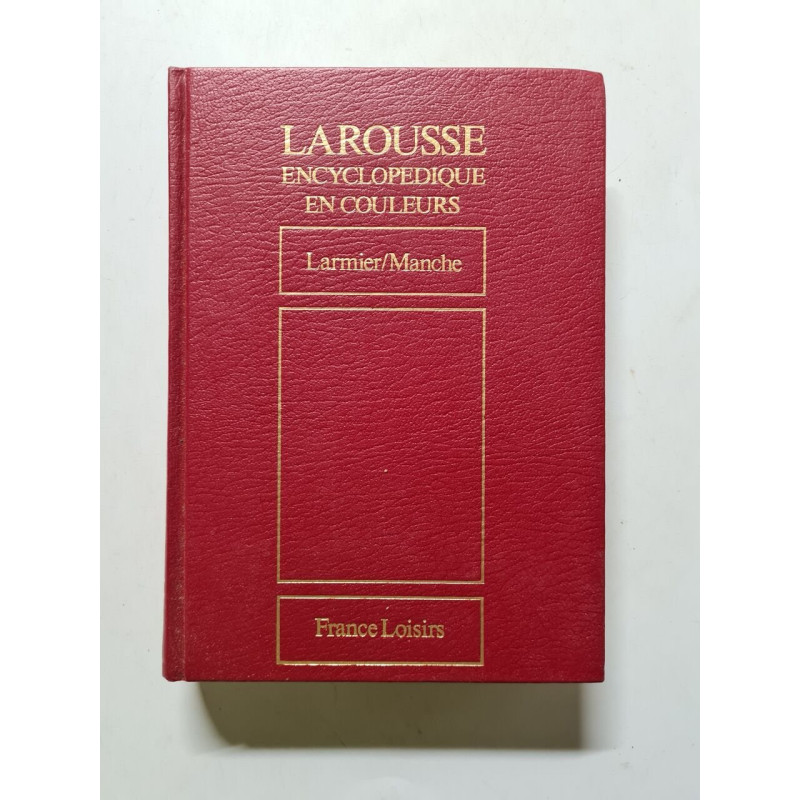 LAROUSSE
ENCYCLOPEDIQUE
EN COULEURS
Larmier/Manche
France Loisirs